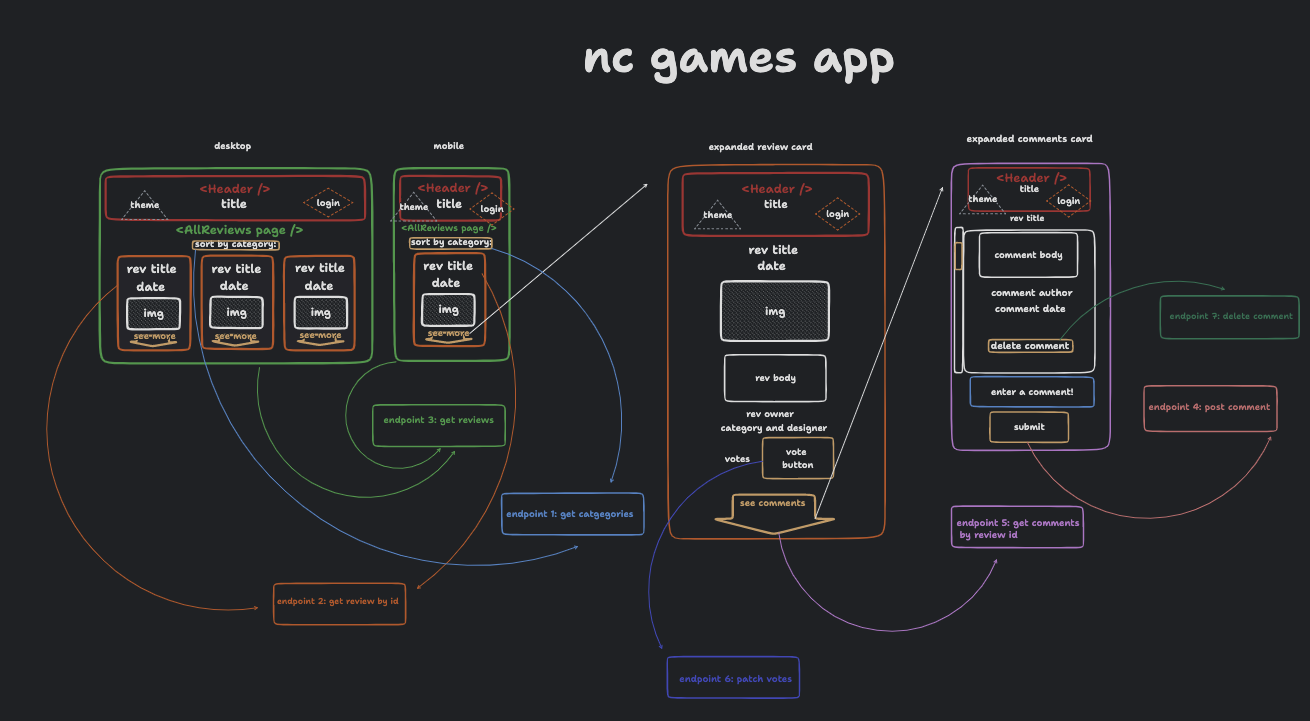 nc games app
desktop
<Header />
theme
title
login
<AllReviews page />
sort by category:
rev title
date
img
see more
rev title
date
img
see more
rev title
date
img
see more
mobile
<Header />
theme
title
login
<AllReviews page />
sort by category:
rev title
date
img
see more
expanded review card
<Header />
theme
title
login
rev title
date
img
rev body
rev owner
category and designer
votes
vote
button
see comments
expanded comments card
<Header />
theme
title
login
rev title
comment body
comment author
comment date
delete comment
enter a comment!
submit
endpoint 7: delete comment
endpoint 4: post comment
endpoint 3: get reviews
endpoint 1: get catgegories
endpoint 5: get comments
by review id
endpoint 2: get review by id
endpoint 6: patch votes